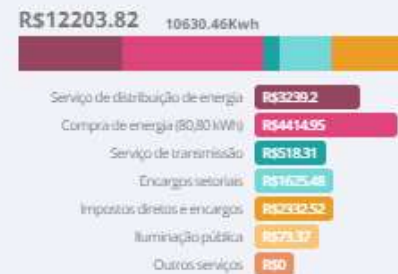 R$12203.82 10630.46Kwh
Serviço de distribuição de energia R$3239.2
Compra de energia (80,80 kWh) R$4414.95
Serviço de transmissão R$518.31
Encargos setoriais R$1625.48
Impostos diretos e encargos R$2332.52
Iluminação pública R$73.37
Outros serviços R$0